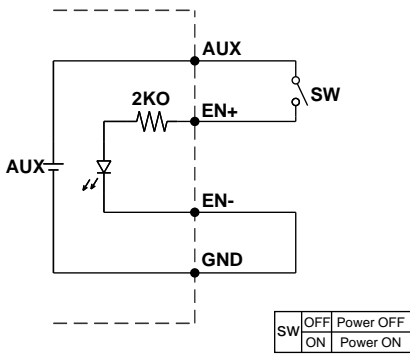 AUX
2KO
EN+
SW
AUX
EN-
GND
SW
OFF Power OFF
ON Power ON